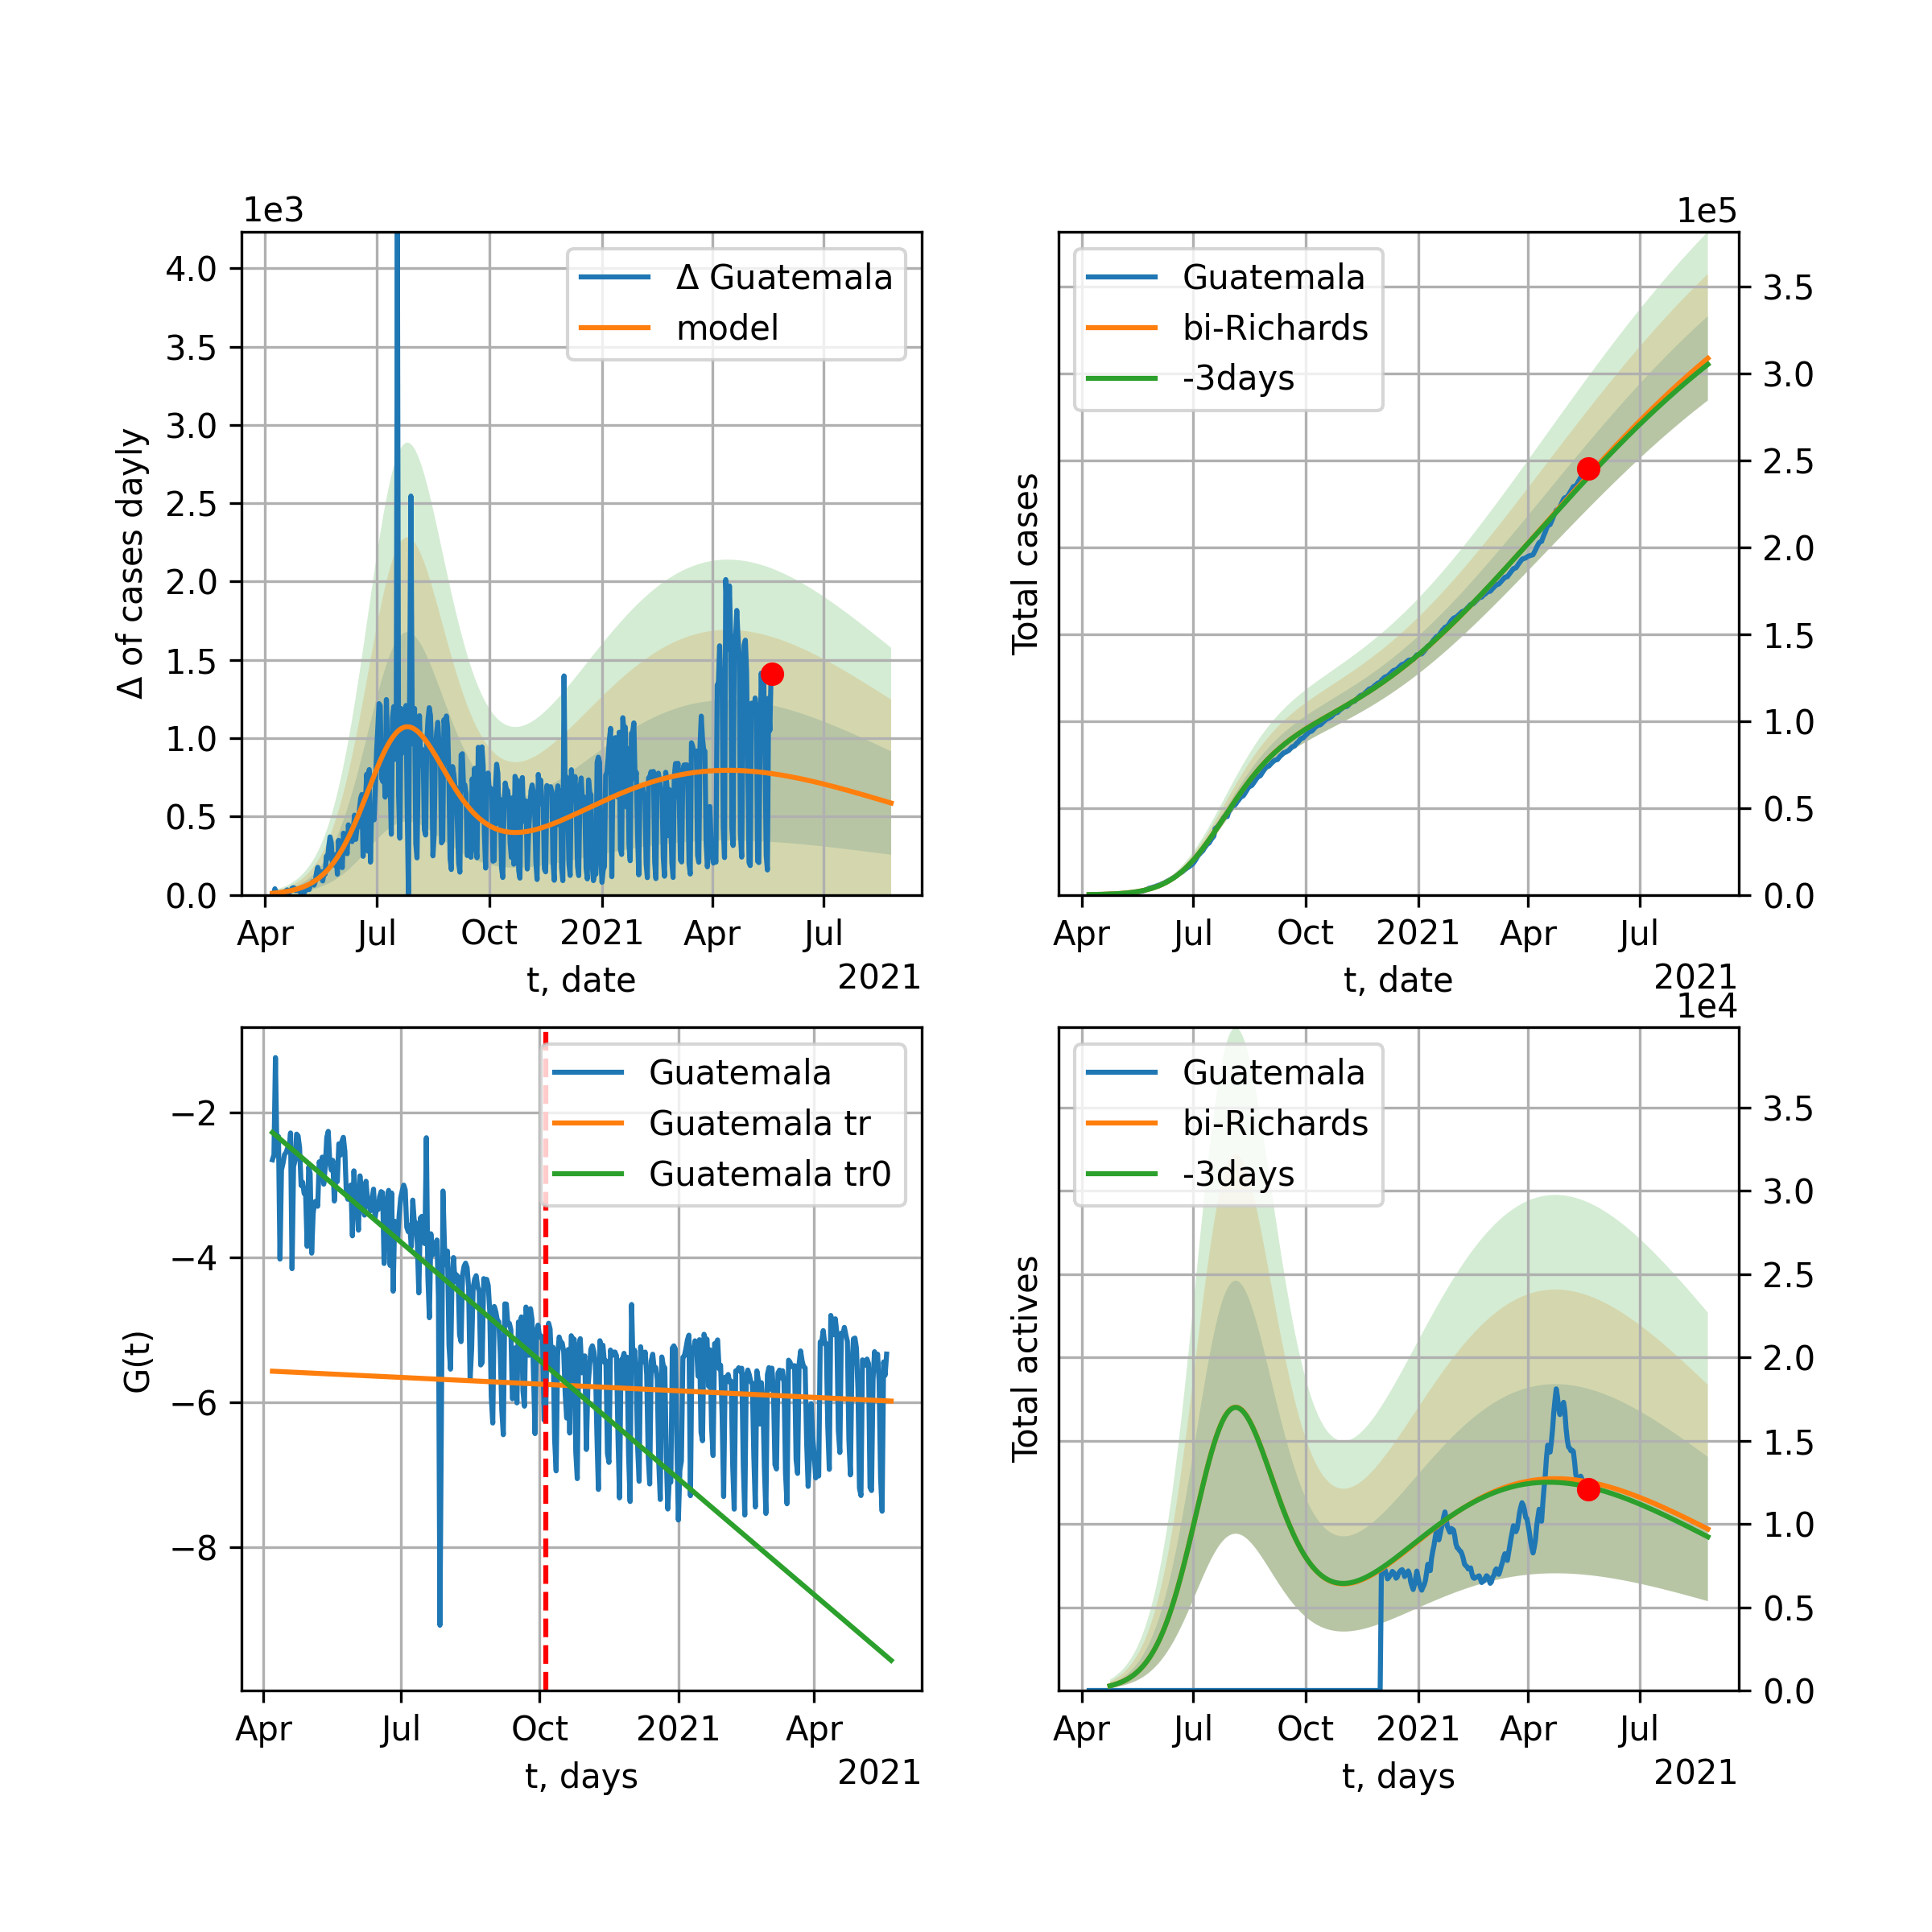 1e3
Δ of cases dayly
4.0
3.5
3.0
2.5
2.0
1.5
1.0
0.5
0.0
Δ Guatemala
model
Apr Jul Oct 2021 Apr Jul
t, date
2021
1e5
Total cases
Guatemala
bi-Richards
-3days
3.5
3.0
2.5
2.0
1.5
1.0
0.5
0.0
Apr Jul Oct 2021 Apr Jul
t, date
2021
G(t)
−2
−4
−6
−8
Guatemala
Guatemala tr
Guatemala tr0
Apr Jul Oct 2021 Apr
t, days
2021
1e4
Total actives
Guatemala
bi-Richards
-3days
3.5
3.0
2.5
2.0
1.5
1.0
0.5
0.0
Apr Jul Oct 2021 Apr Jul
t, days
2021